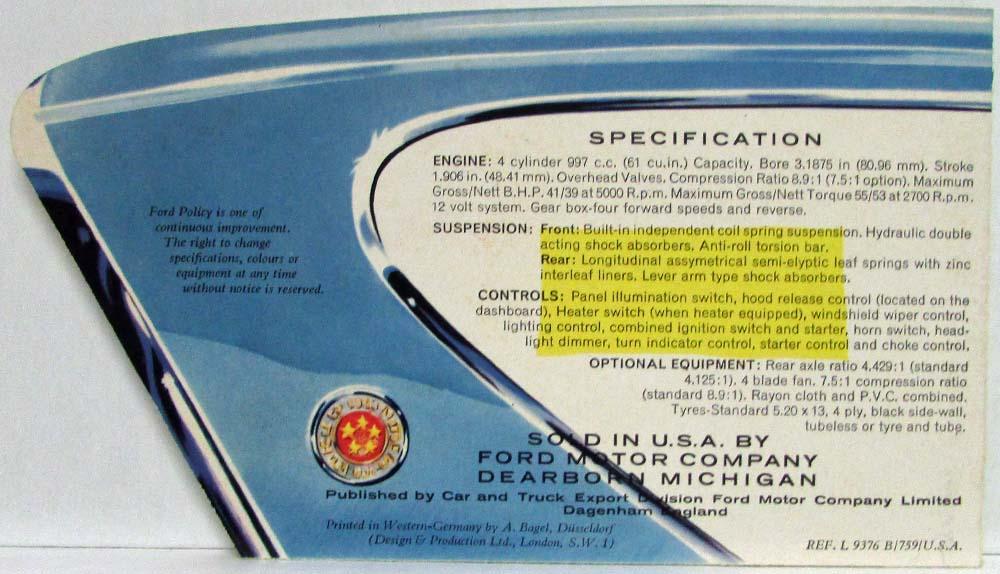 SPECIFICATION
ENGINE: 4 cylinder 997 c.c. (61 cu.in.) Capacity. Bore 3.1875 in (80.96 mm). Stroke
1.906 in. (48.41 mm). Overhead Valves. Compression Ratio 8.9:1 (7.5:1 option). Maximum
Gross/Nett B.H.P. 41/39 at 5000 R.p.m. Maximum Gross/Nett Torque 55/53 at 2700 R.p.m.
12 volt system. Gear box-four forward speeds and reverse.
SUSPENSION: Front: Built-in independent coil spring suspension. Hydraulic double
acting shock absorbers. Anti-roll torsion bar.
Rear: Longitudinal assymetrical semi-elyptic leaf springs with zinc
interleaf liners. Lever arm type shock absorbers.
CONTROLS: Panel illumination switch, hood release control (located on the
dashboard), Heater switch (when heater equipped), windshield wiper control,
lighting control, combined ignition switch and starter, horn switch, head-
light dimmer, turn indicator control, starter control and choke control.
OPTIONAL EQUIPMENT: Rear axle ratio 4.429:1 (standard
4.125:1). 4 blade fan. 7.5:1 compression ratio
(standard 8.9:1). Rayon cloth and P.V.C. combined.
Tyres-Standard 5.20 x 13, 4 ply, black side-wall,
tubeless or tyre and tube.
Ford Policy is one of
continuous improvement.
The right to change
specifications, colours or
equipment at any time
without notice is reserved.
SOLD IN U.S.A. BY
FORD MOTOR COMPANY
DEARBORN MICHIGAN
Published by Car and Truck Export Division Ford Motor Company Limited
Dagenham England
Printed in Western-Germany by A. Bagel, Düsseldorf
(Design & Production Ltd., London, S.W. 1)
REF. L 9376 B/759/U.S.A.